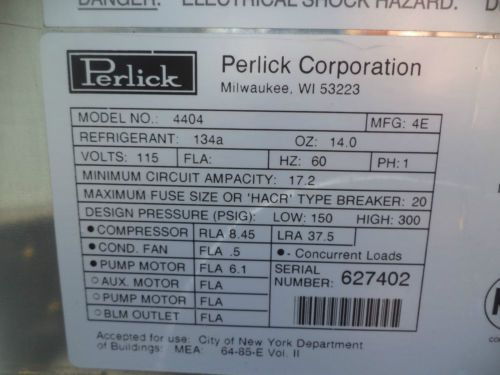 DANGER: ELECTRICAL SHOCK HAZARD. D
Perlick
Perlick Corporation
Milwaukee, WI 53223
MODEL NO.: 4404 MFG: 4E
REFRIGERANT: 134a OZ: 14.0
VOLTS: 115 FLA: HZ: 60 PH: 1
MINIMUM CIRCUIT AMPACITY: 17.2
MAXIMUM FUSE SIZE OR 'HACR' TYPE BREAKER: 20
DESIGN PRESSURE (PSIG): LOW: 150 HIGH: 300
● COMPRESSOR RLA 8.45 LRA 37.5
● COND. FAN FLA .5 ● - Concurrent Loads
● PUMP MOTOR FLA 6.1
○ AUX. MOTOR FLA
○ PUMP MOTOR FLA
○ BLM OUTLET FLA
SERIAL
NUMBER: 627402
Accepted for use: City of New York Department
of Buildings: MEA: 64-85-E Vol. II